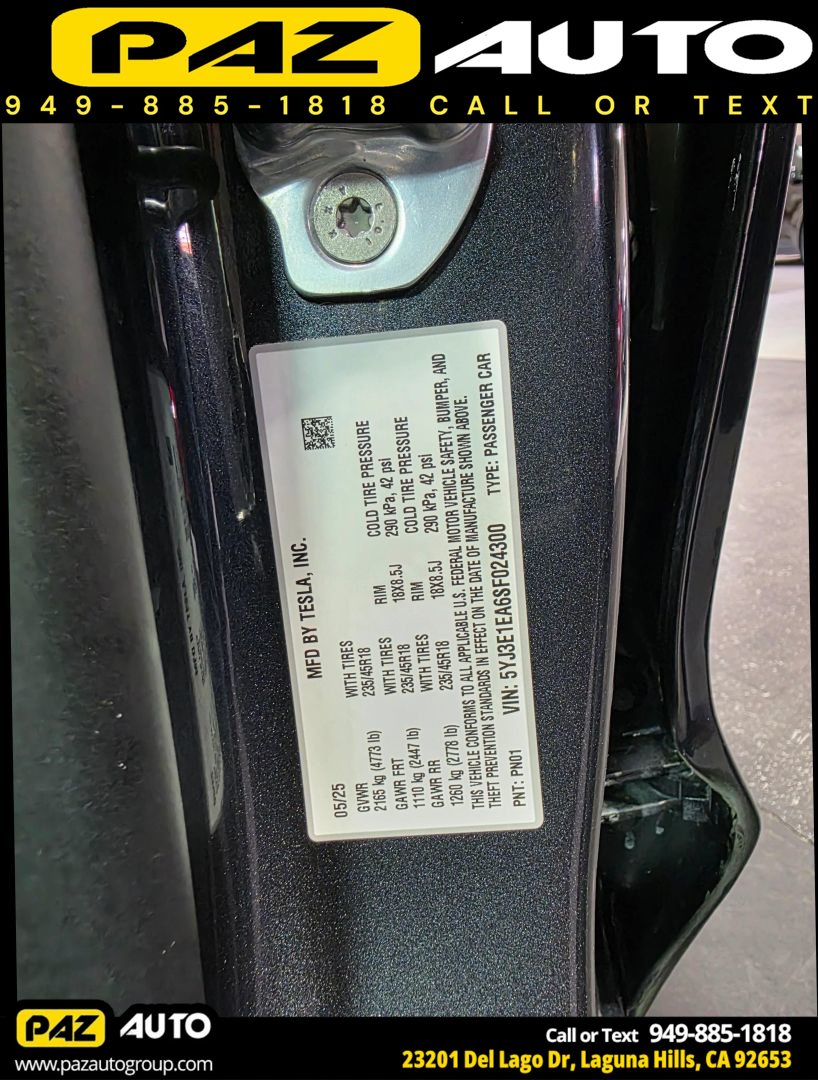 PAZ AUTO
949-885-1818 CALL OR TEXT
MFD BY TESLA, INC.
05/25
GVWR
2165 kg (4773 lb)
WITH TIRES
235/45R18
GAWR FRT
1110 kg (2447 lb)
WITH TIRES
235/45R18
RIM
18X8.5J
COLD TIRE PRESSURE
290 kPa, 42 psi
GAWR RR
1260 kg (2778 lb)
WITH TIRES
235/45R18
RIM
18X8.5J
COLD TIRE PRESSURE
290 kPa, 42 psi
THIS VEHICLE CONFORMS TO ALL APPLICABLE U.S. FEDERAL MOTOR VEHICLE SAFETY, BUMPER, AND
THEFT PREVENTION STANDARDS IN EFFECT ON THE DATE OF MANUFACTURE SHOWN ABOVE.
PNT: PN01 VIN: 5YJ3E1EA6SF024300 TYPE: PASSENGER CAR
PAZ AUTO
www.pazautogroup.com
Call or Text 949-885-1818
23201 Del Lago Dr, Laguna Hills, CA 92653